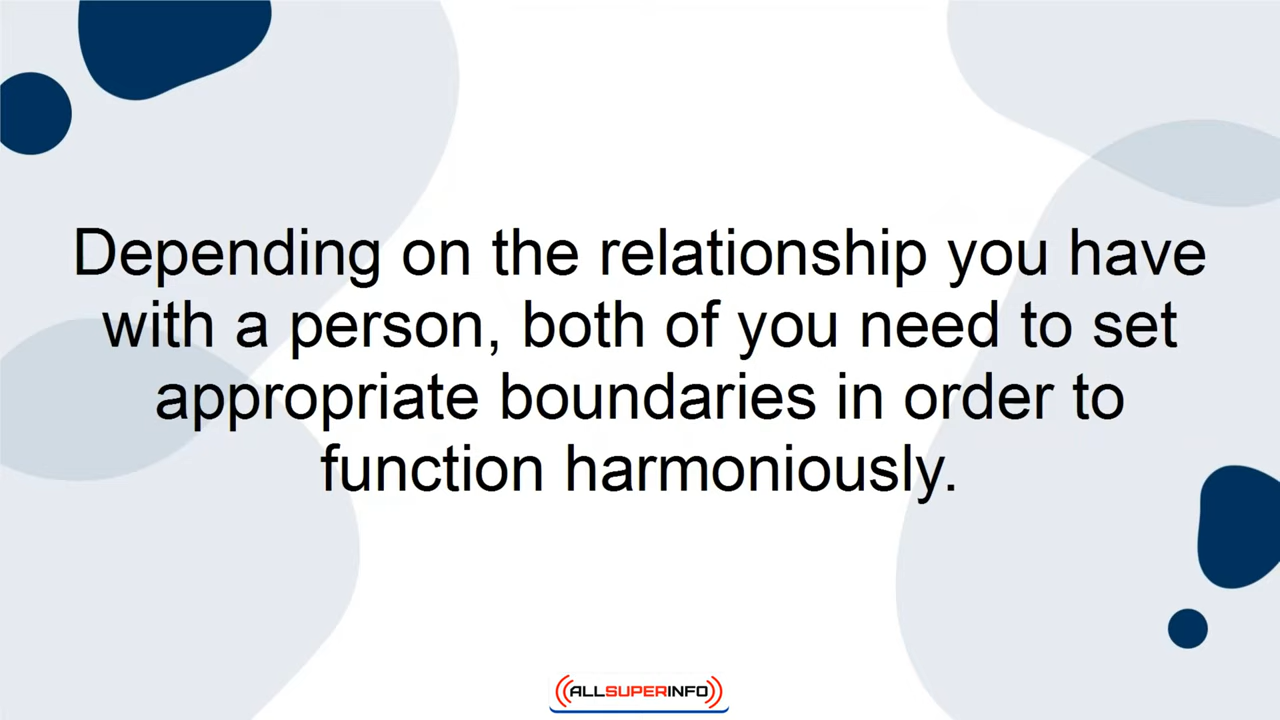 Depending on the relationship you have
with a person, both of you need to set
appropriate boundaries in order to
function harmoniously.
ALLSUPERINFO